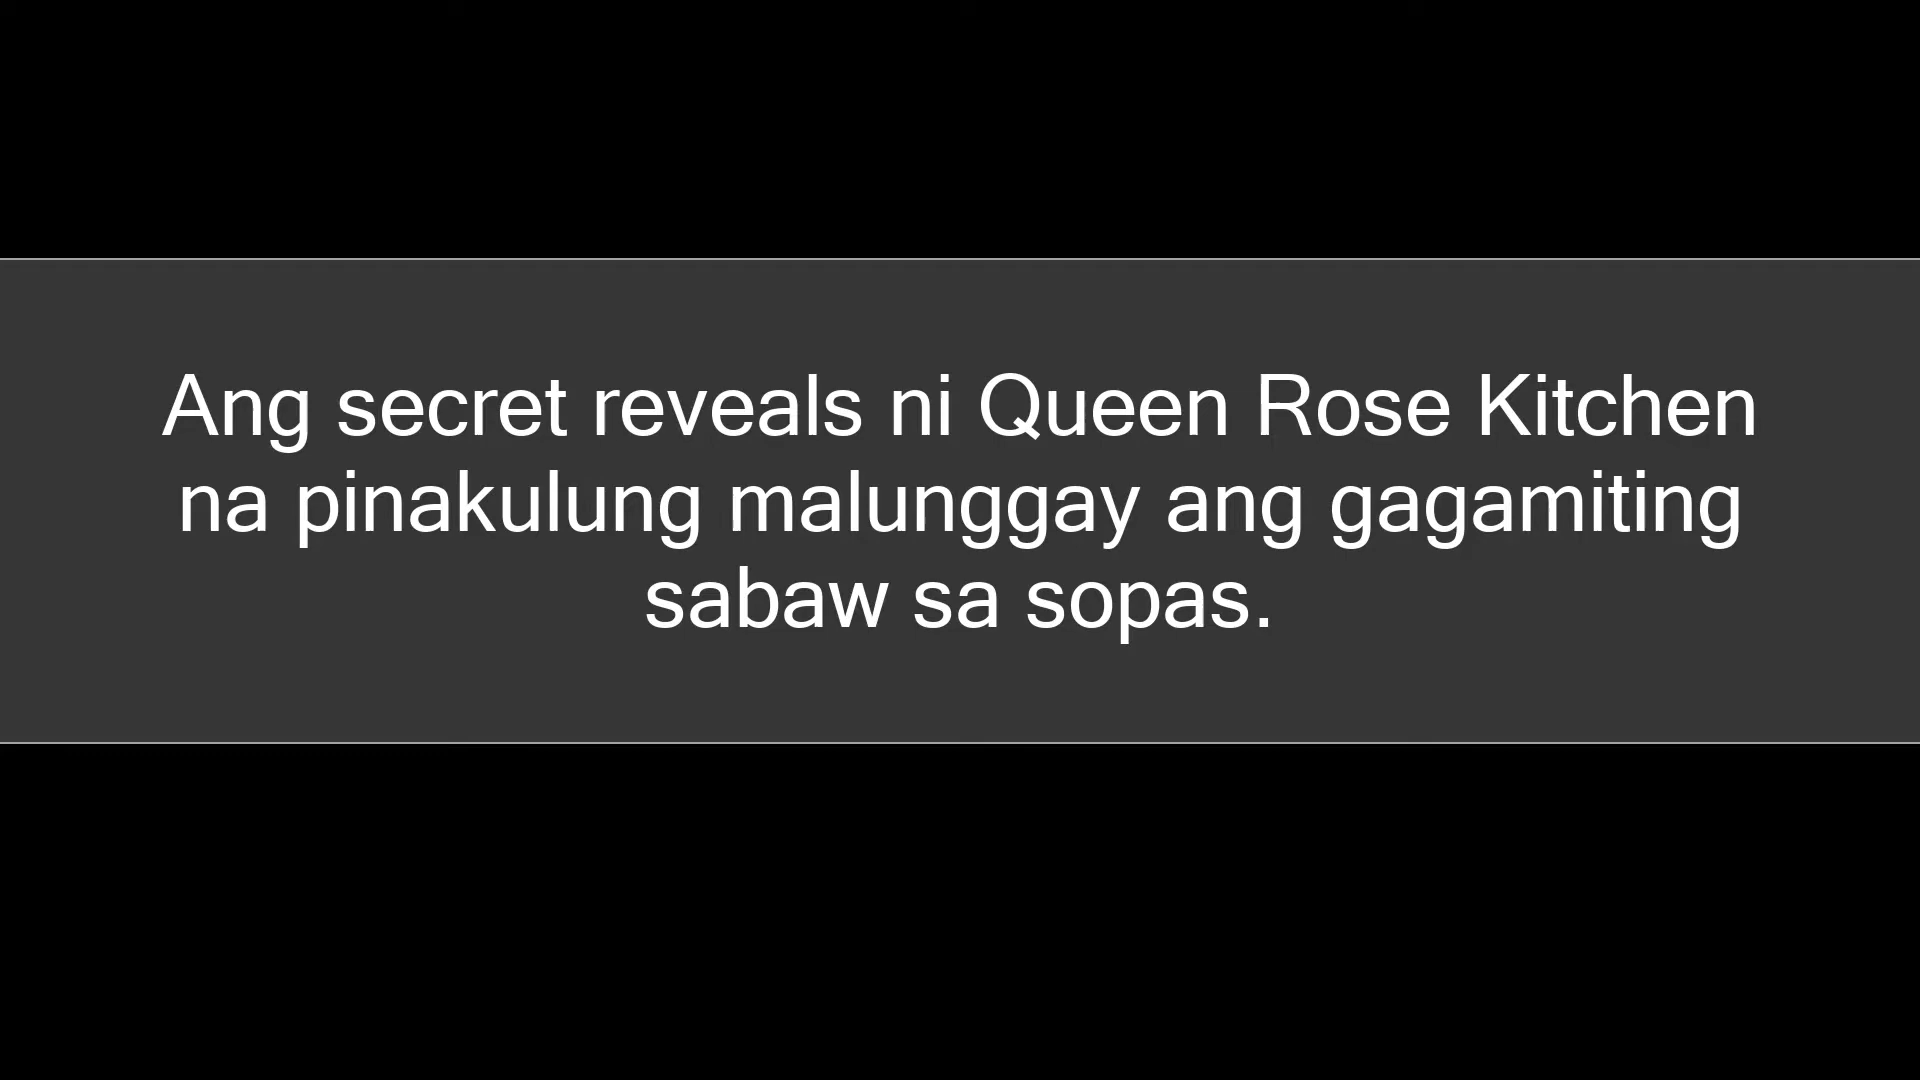 Ang secret reveals ni Queen Rose Kitchen
na pinakulung malunggay ang gagamiting
sabaw sa sopas.